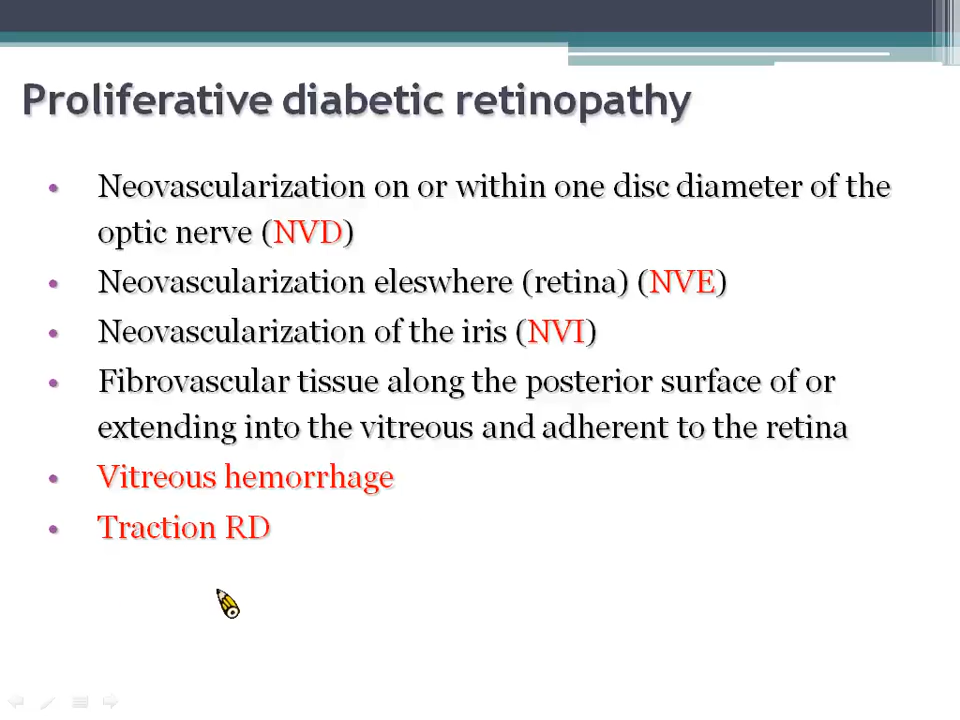 Proliferative diabetic retinopathy
• Neovascularization on or within one disc diameter of the
optic nerve (NVD)
• Neovascularization eleswhere (retina) (NVE)
• Neovascularization of the iris (NVI)
• Fibrovascular tissue along the posterior surface of or
extending into the vitreous and adherent to the retina
• Vitreous hemorrhage
• Traction RD